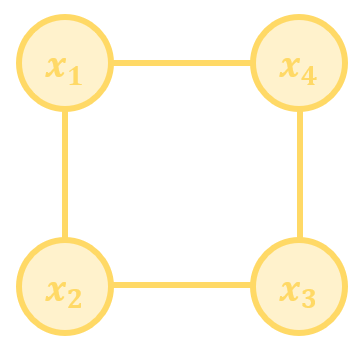 x₁ x₄
x₂ x₃